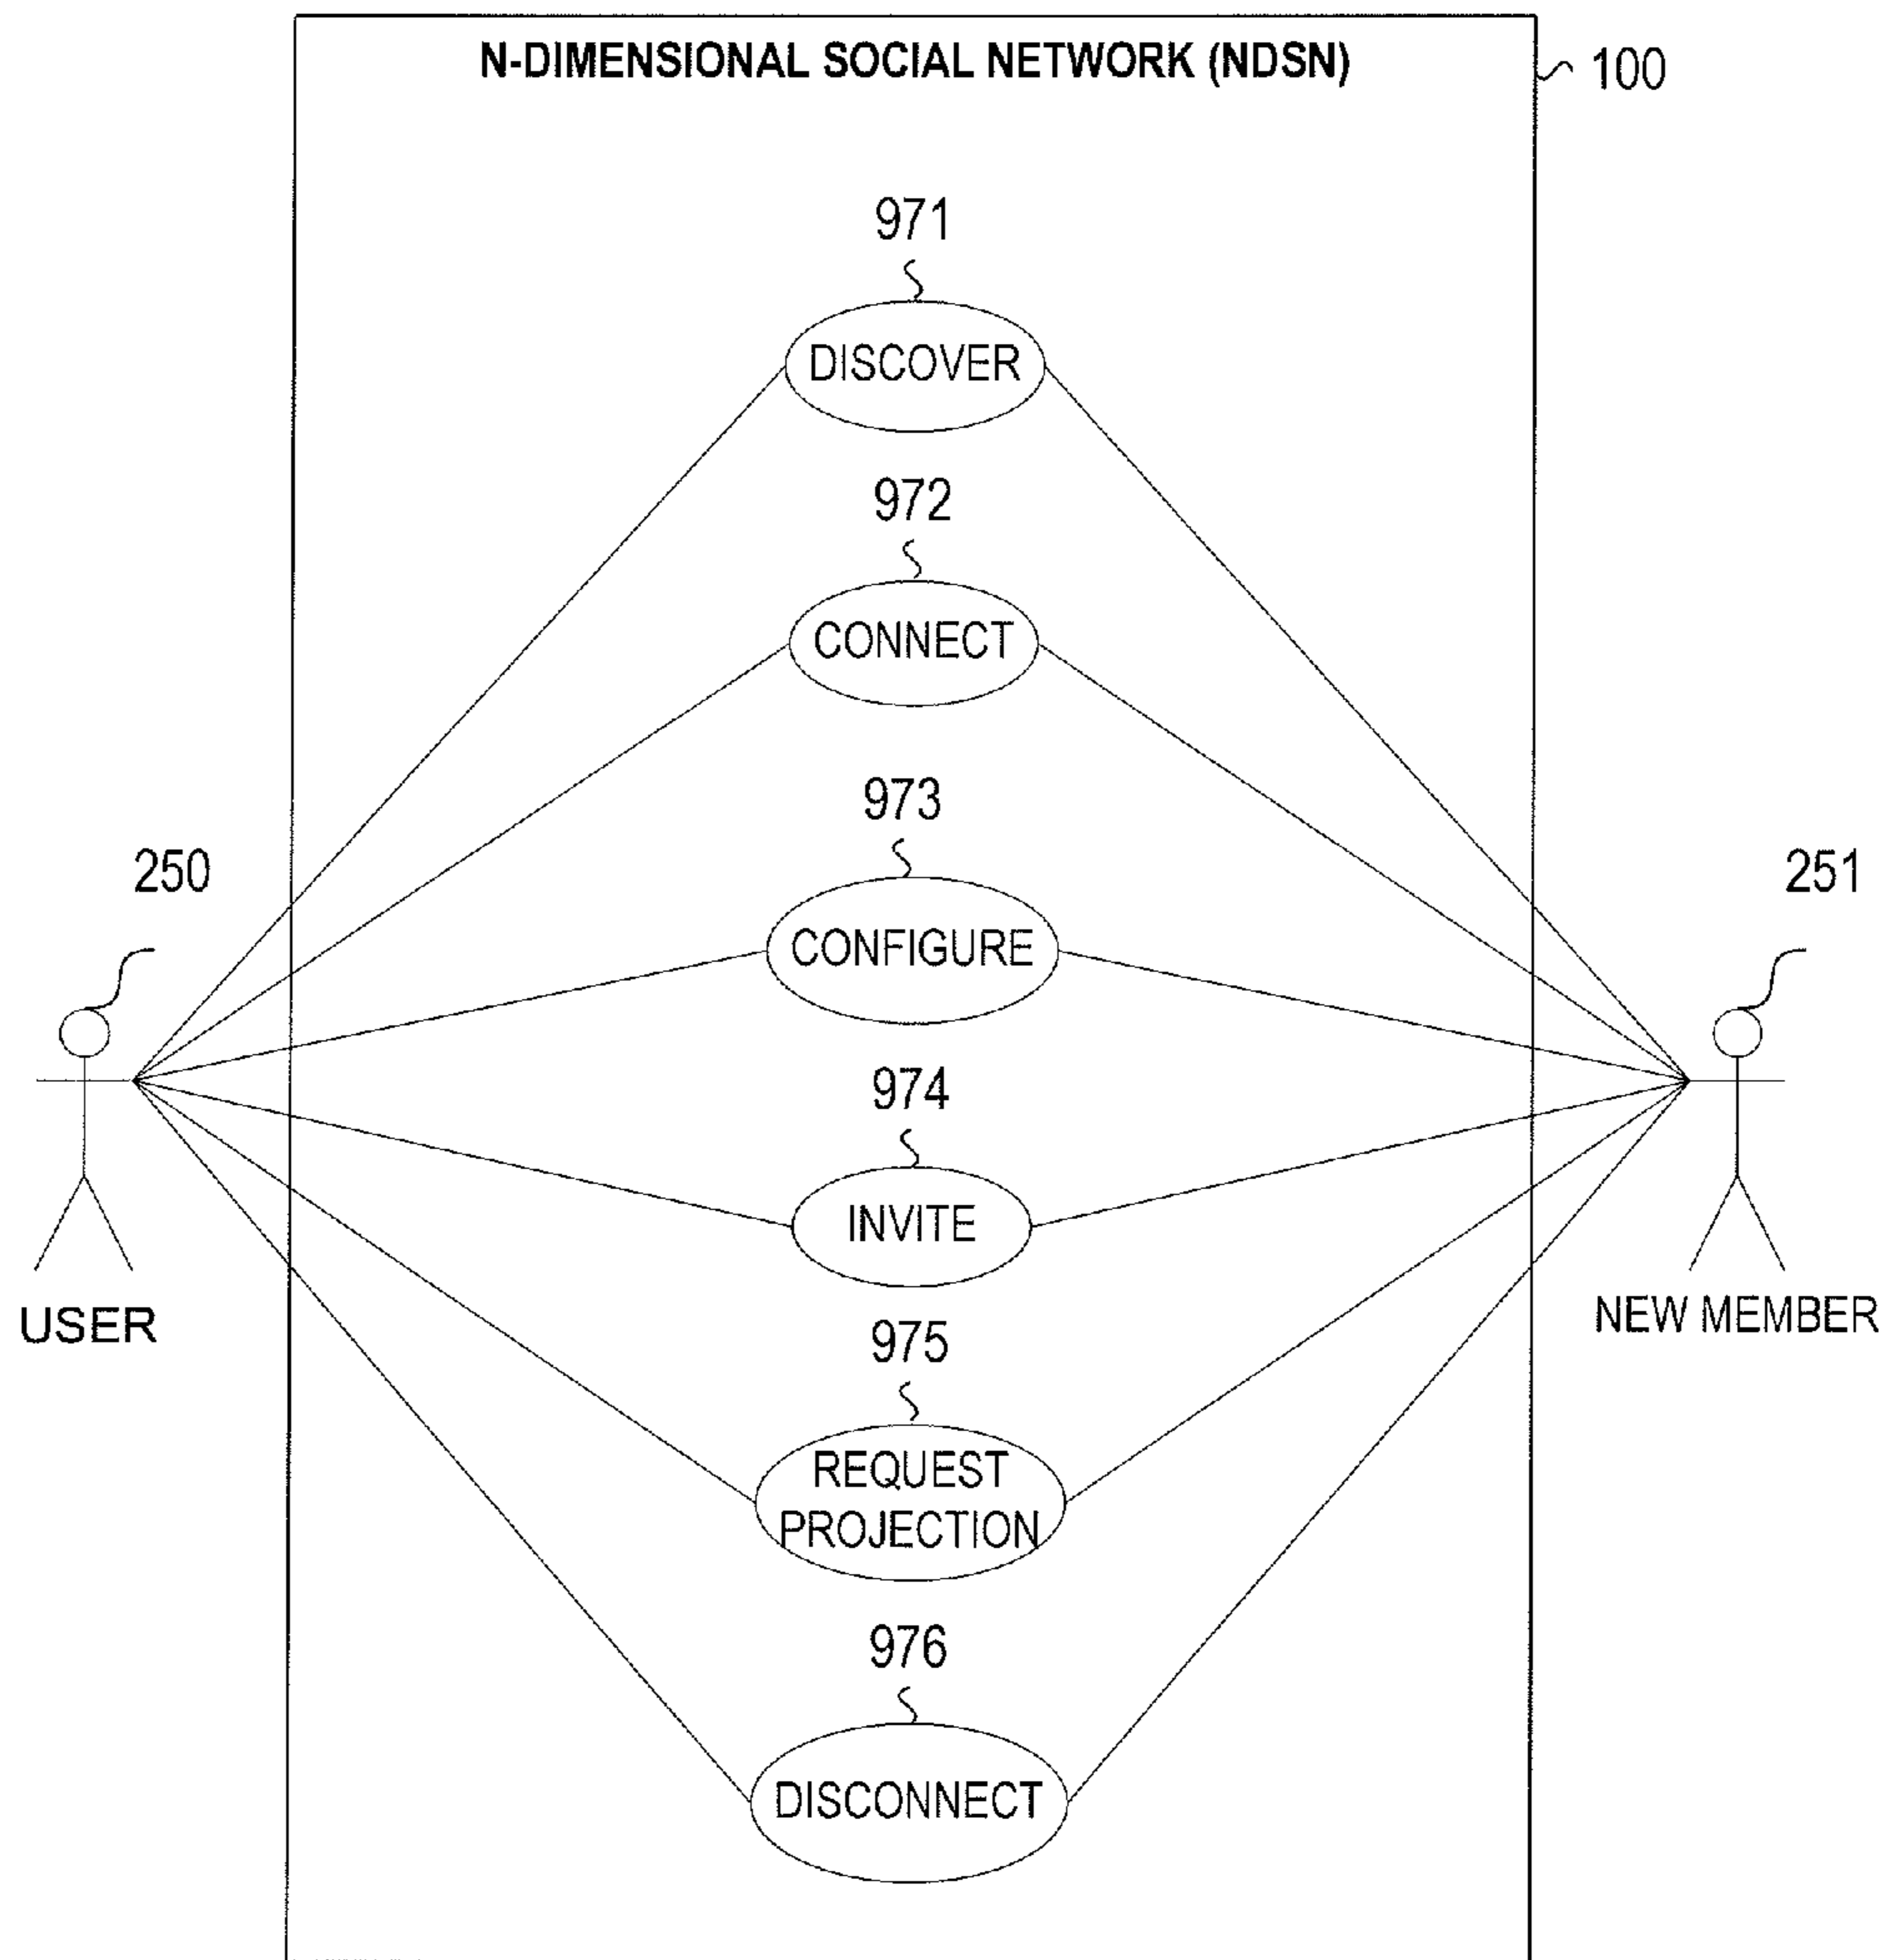 N-DIMENSIONAL SOCIAL NETWORK (NDSN)
100
971
DISCOVER
972
CONNECT
973
CONFIGURE
250
251
974
INVITE
USER
NEW MEMBER
975
REQUEST
PROJECTION
976
DISCONNECT